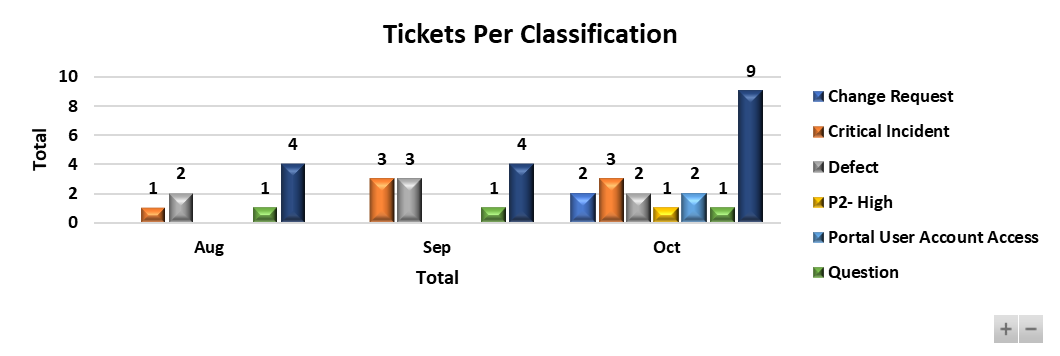 Tickets Per Classification
Total
10
8
6
4
2
0
1
2
1
4
3
3
1
4
2
3
2
1
2
1
9
Aug
Sep
Oct
Total
Change Request
Critical Incident
Defect
P2- High
Portal User Account Access
Question
+ −